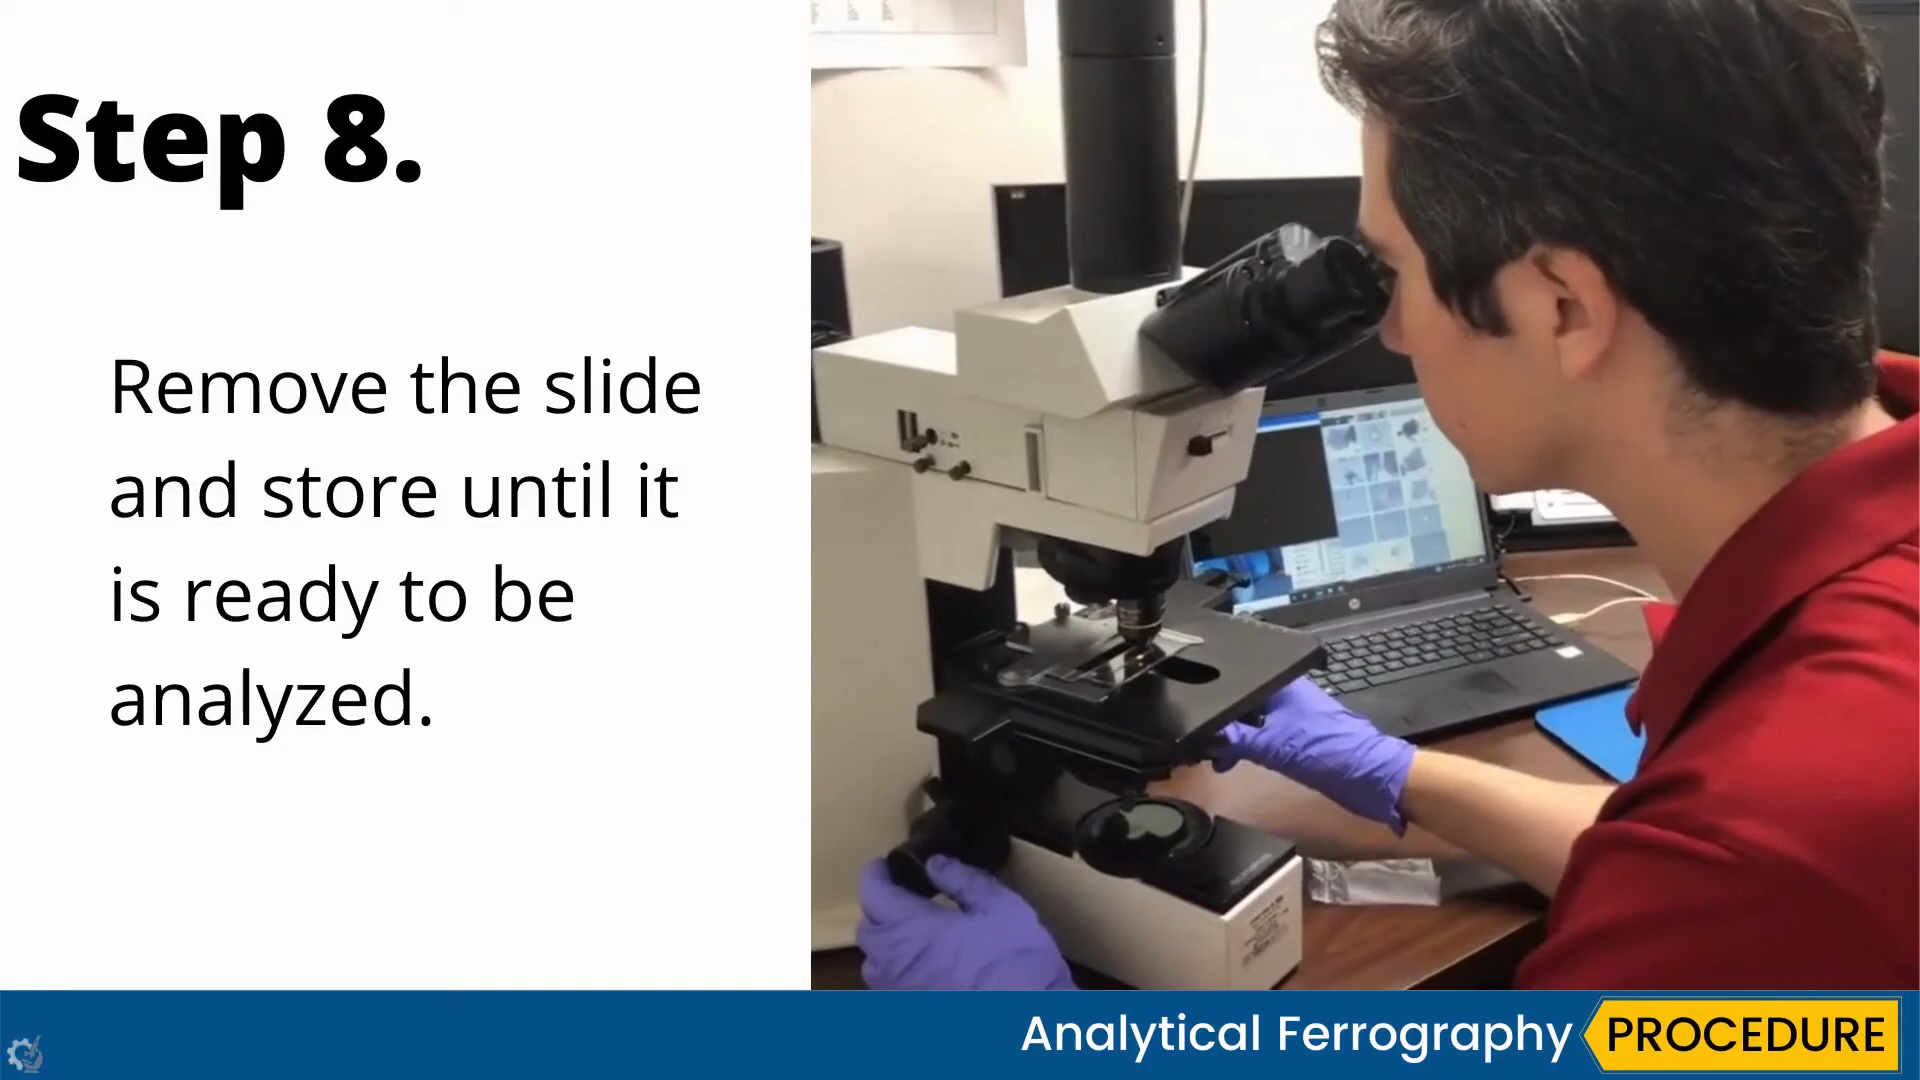 Step 8.
Remove the slide
and store until it
is ready to be
analyzed.
Analytical Ferrography PROCEDURE